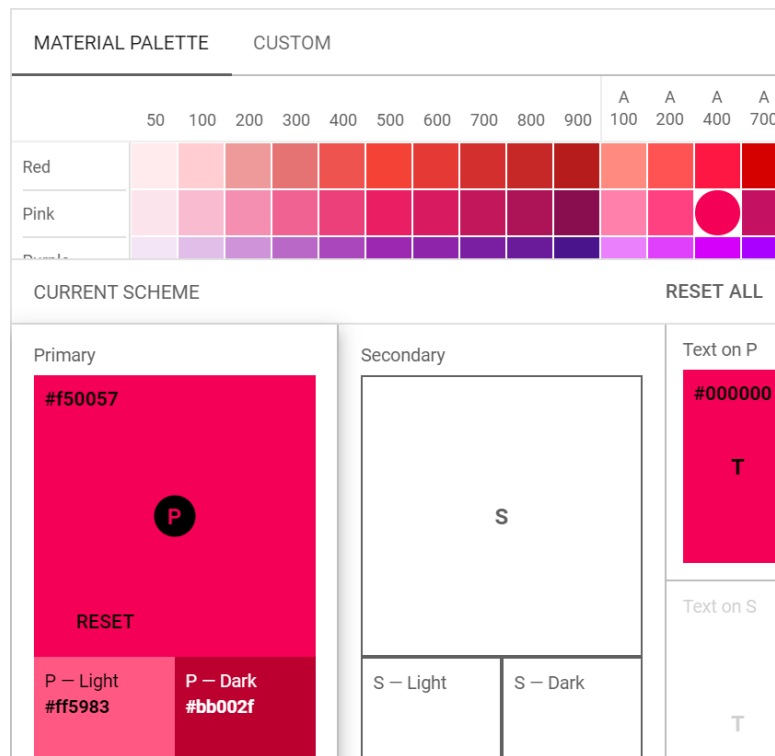 MATERIAL PALETTE CUSTOM
A A A A
50 100 200 300 400 500 600 700 800 900 100 200 400 700
Red
Pink
Purple
CURRENT SCHEME RESET ALL
Primary Secondary Text on P
#f50057 #000000
P S T
RESET
Text on S
P — Light P — Dark S — Light S — Dark
#ff5983 #bb002f
T